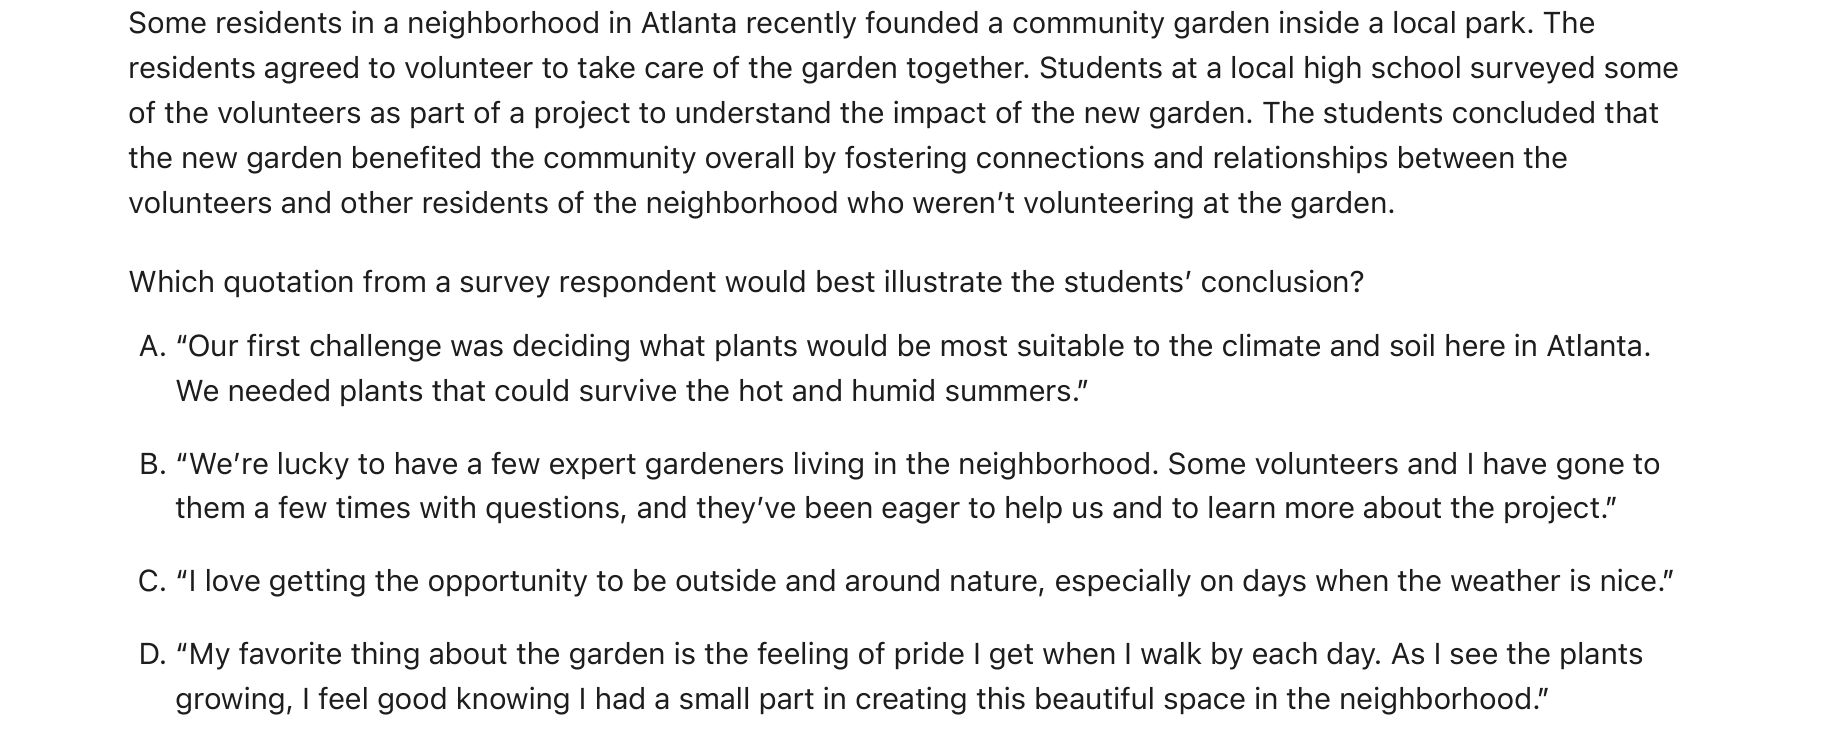 Some residents in a neighborhood in Atlanta recently founded a community garden inside a local park. The
residents agreed to volunteer to take care of the garden together. Students at a local high school surveyed some
of the volunteers as part of a project to understand the impact of the new garden. The students concluded that
the new garden benefited the community overall by fostering connections and relationships between the
volunteers and other residents of the neighborhood who weren’t volunteering at the garden.
Which quotation from a survey respondent would best illustrate the students’ conclusion?
A. “Our first challenge was deciding what plants would be most suitable to the climate and soil here in Atlanta.
We needed plants that could survive the hot and humid summers.”
B. “We’re lucky to have a few expert gardeners living in the neighborhood. Some volunteers and I have gone to
them a few times with questions, and they’ve been eager to help us and to learn more about the project.”
C. “I love getting the opportunity to be outside and around nature, especially on days when the weather is nice.”
D. “My favorite thing about the garden is the feeling of pride I get when I walk by each day. As I see the plants
growing, I feel good knowing I had a small part in creating this beautiful space in the neighborhood.”